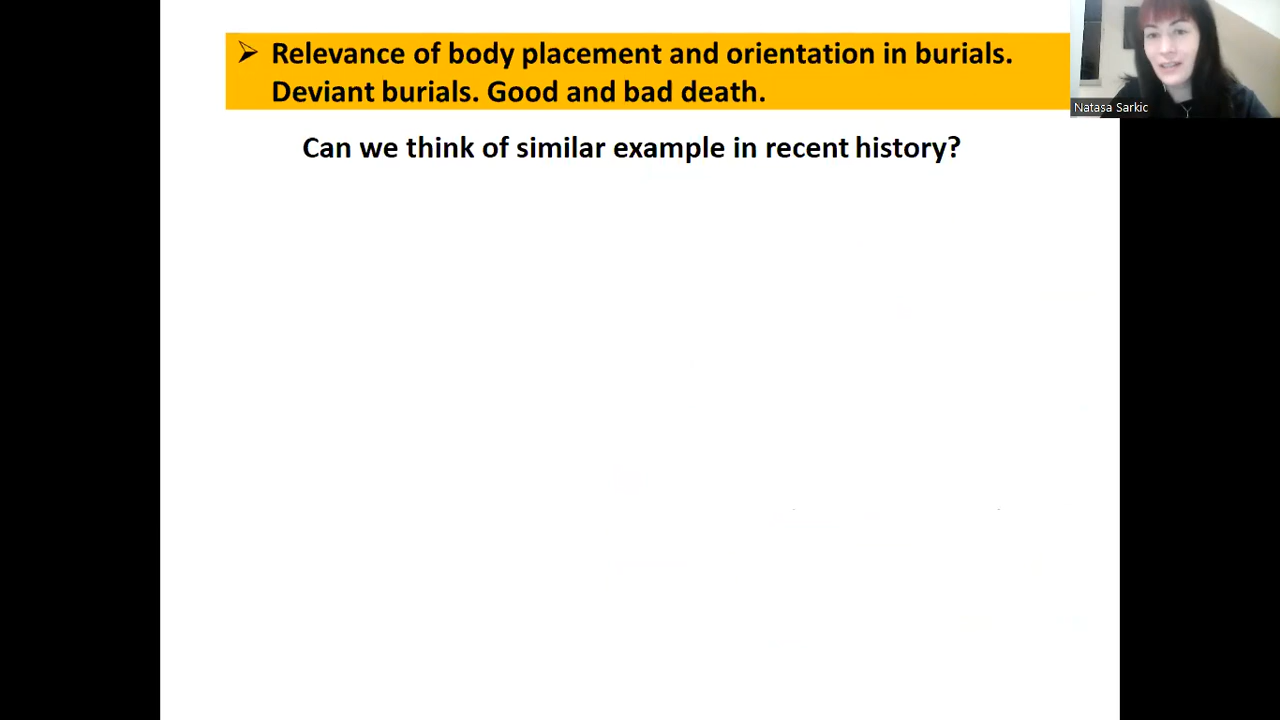 ➢ Relevance of body placement and orientation in burials.
Deviant burials. Good and bad death.
Natasa Sarkic
Can we think of similar example in recent history?